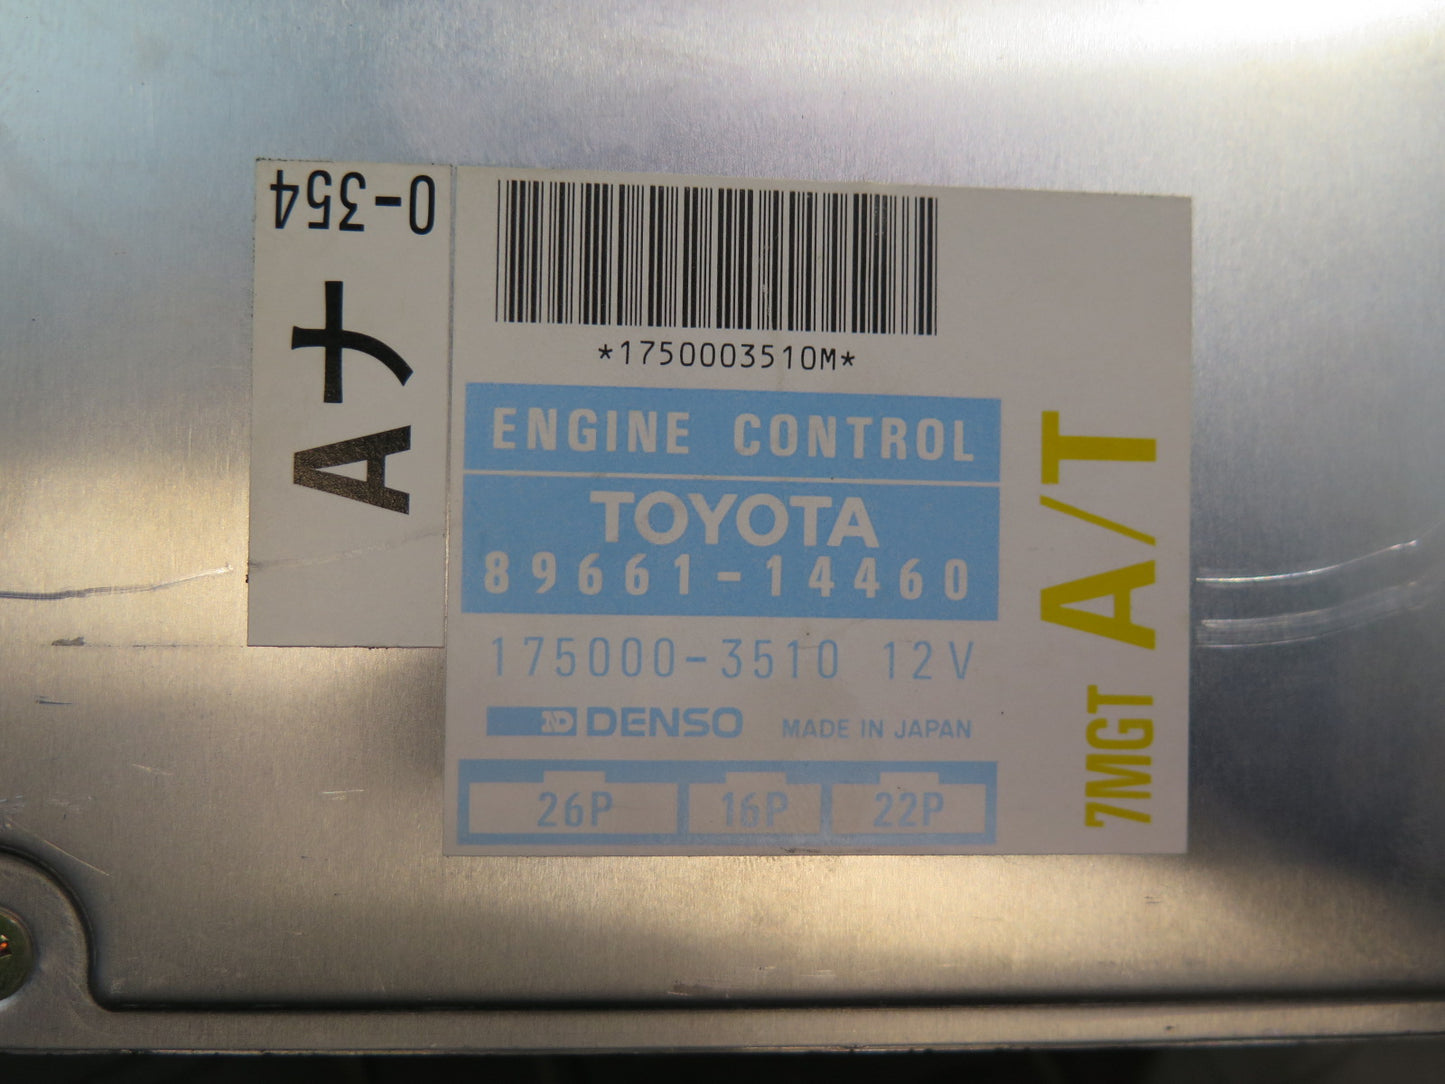 0-354
Aナ
*1750003510M*
ENGINE CONTROL
TOYOTA
89661-14460
175000-3510 12V
ND DENSO MADE IN JAPAN
26P 16P 22P
7MGT A/T